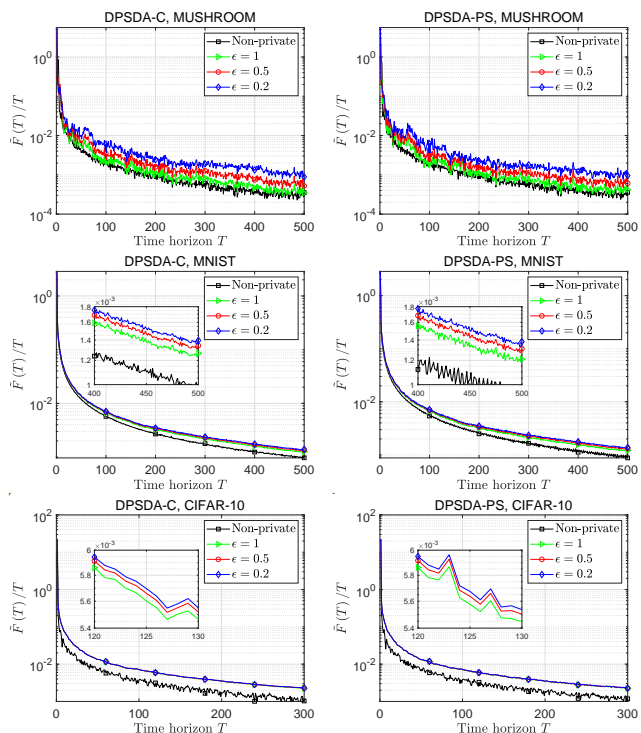 DPSDA-C, MUSHROOM
10^0
10^-2
10^-4
F̃ (T) /T
Non-private
ϵ = 1
ϵ = 0.5
ϵ = 0.2
0 100 200 300 400 500
Time horizon T
DPSDA-PS, MUSHROOM
10^0
10^-2
10^-4
F̃ (T) /T
Non-private
ϵ = 1
ϵ = 0.5
ϵ = 0.2
0 100 200 300 400 500
Time horizon T
DPSDA-C, MNIST
10^0
10^-2
F̃ (T) /T
Non-private
ϵ = 1
ϵ = 0.5
ϵ = 0.2
×10^-3
1.8
1.6
1.4
1.2
1
400 450 500
0 100 200 300 400 500
Time horizon T
DPSDA-PS, MNIST
10^0
10^-2
F̃ (T) /T
Non-private
ϵ = 1
ϵ = 0.5
ϵ = 0.2
×10^-3
1.8
1.6
1.4
1.2
1
400 450 500
0 100 200 300 400 500
Time horizon T
DPSDA-C, CIFAR-10
10^2
10^0
10^-2
F̃ (T) /T
Non-private
ϵ = 1
ϵ = 0.5
ϵ = 0.2
×10^-3
6
5.8
5.6
5.4
120 125 130
0 100 200 300
Time horizon T
DPSDA-PS, CIFAR-10
10^2
10^0
10^-2
F̃ (T) /T
Non-private
ϵ = 1
ϵ = 0.5
ϵ = 0.2
×10^-3
6
5.8
5.6
5.4
120 125 130
0 100 200 300
Time horizon T